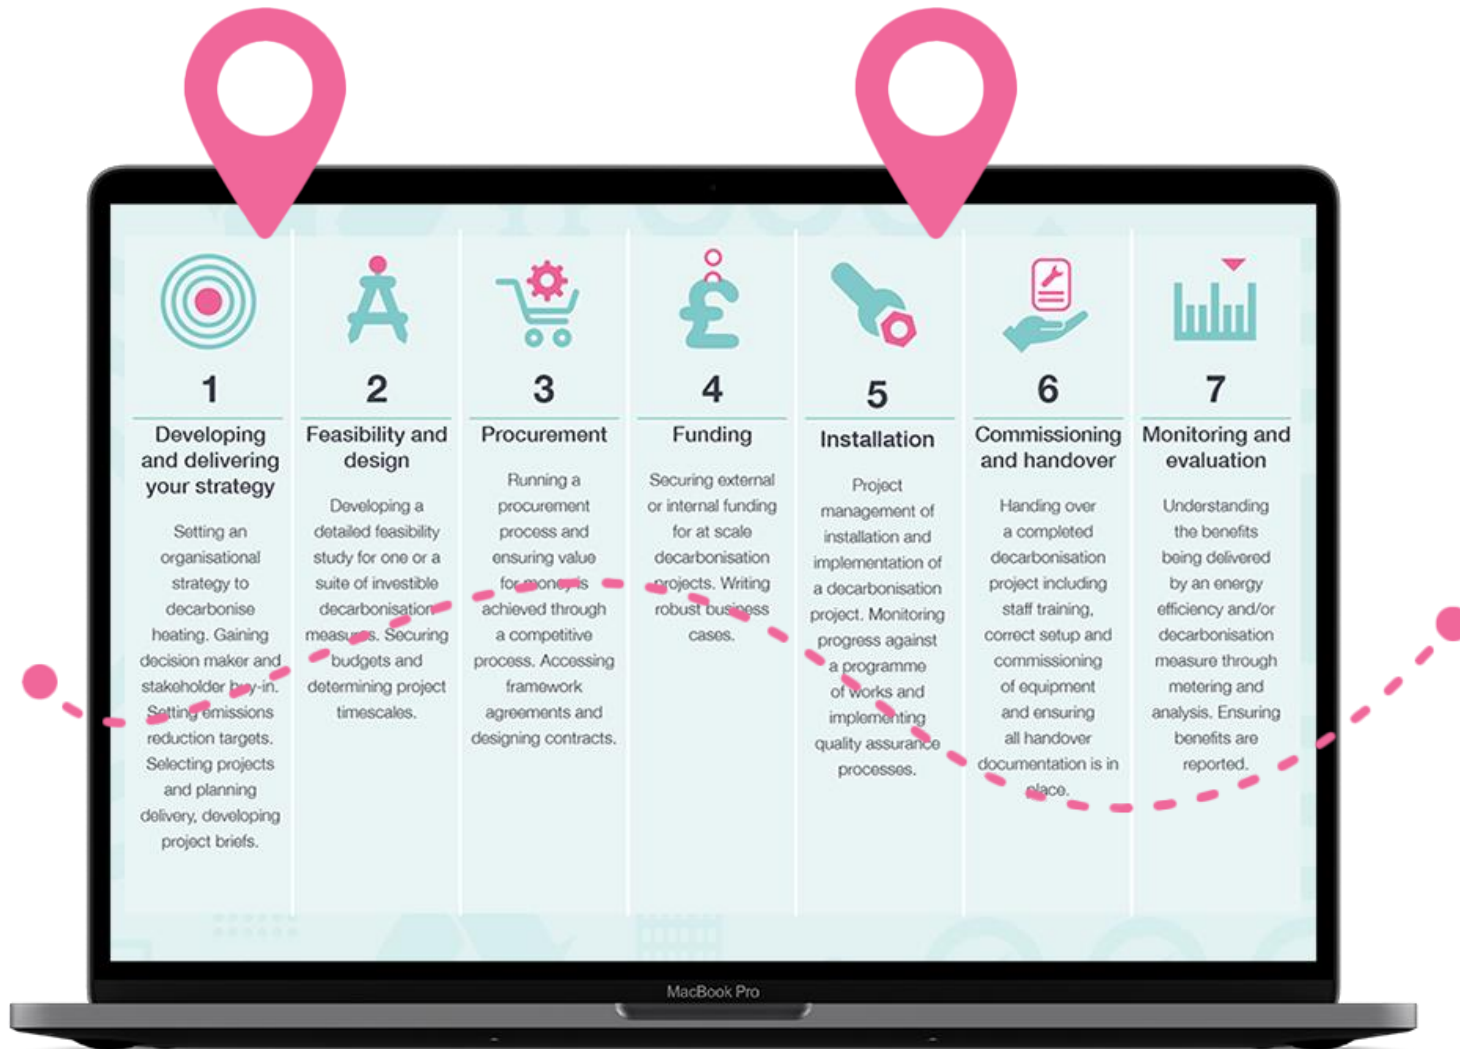 1
Developing
and delivering
your strategy
Setting an
organisational
strategy to
decarbonise
heating. Gaining
decision maker and
stakeholder buy-in.
Setting emissions
reduction targets.
Selecting projects
and planning
delivery, developing
project briefs.
2
Feasibility and
design
Developing a
detailed feasibility
study for one or a
suite of investible
decarbonisation
measures. Securing
budgets and
determining project
timescales.
3
Procurement
Running a
procurement
process and
ensuring value
for money is
achieved through
a competitive
process. Accessing
framework
agreements and
designing contracts.
4
Funding
Securing external
or internal funding
for at scale
decarbonisation
projects. Writing
robust business
cases.
5
Installation
Project
management of
installation and
implementation of
a decarbonisation
project. Monitoring
progress against
a programme
of works and
implementing
quality assurance
processes.
6
Commissioning
and handover
Handing over
a completed
decarbonisation
project including
staff training,
correct setup and
commissioning
of equipment
and ensuring
all handover
documentation is in
place.
7
Monitoring and
evaluation
Understanding
the benefits
being delivered
by an energy
efficiency and/or
decarbonisation
measure through
metering and
analysis. Ensuring
benefits are
reported.
MacBook Pro